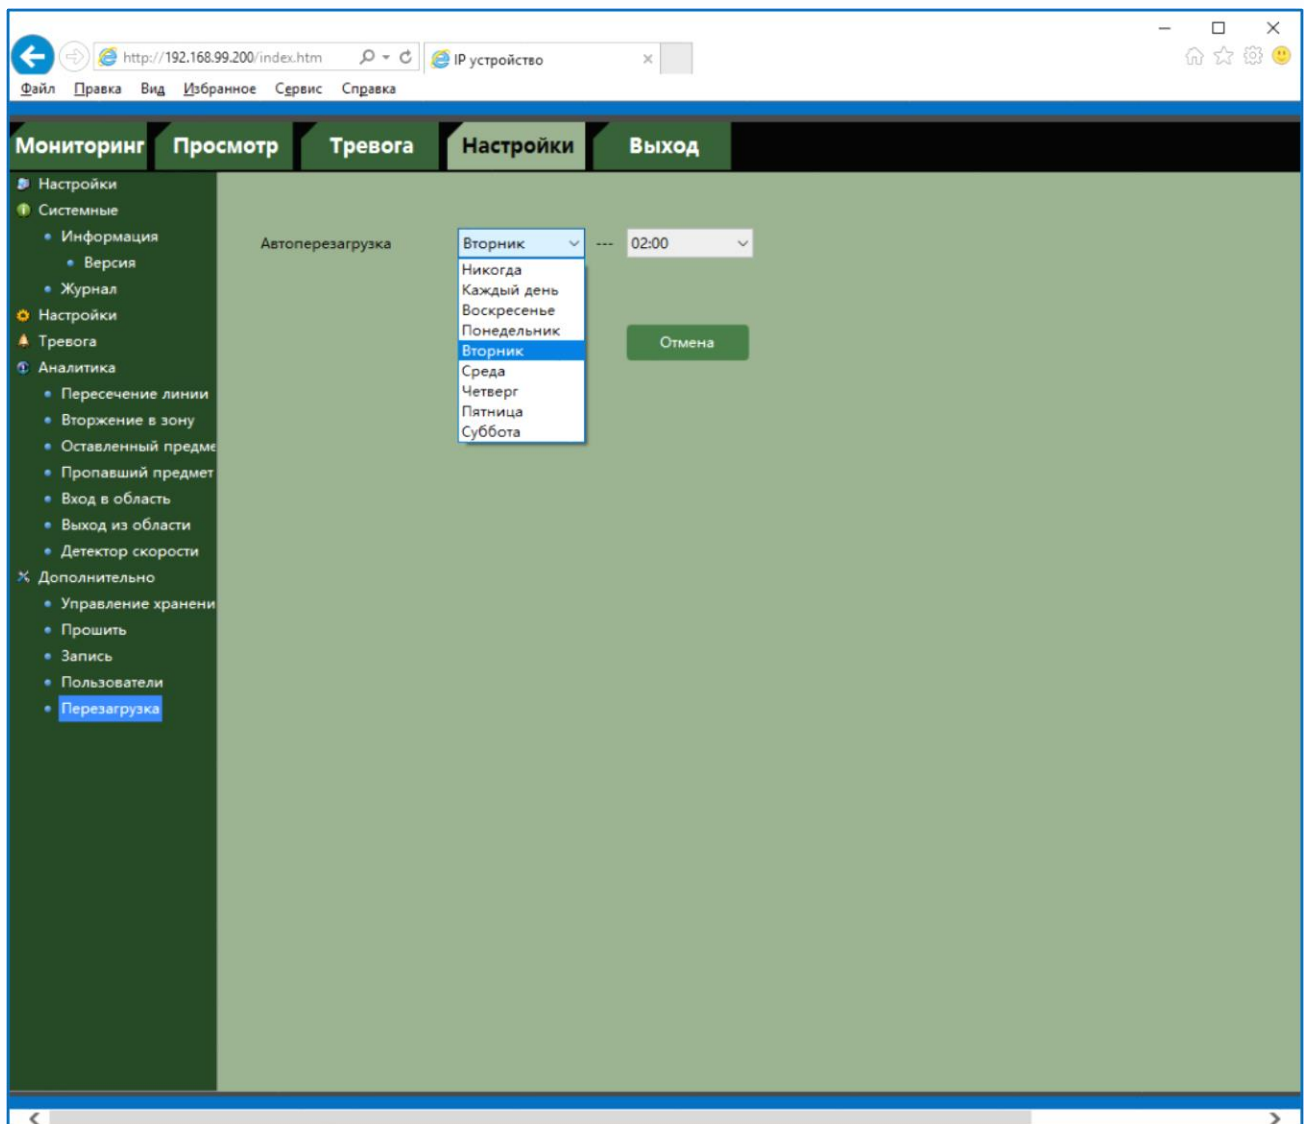 http://192.168.99.200/index.htm
IP устройство
Файл Правка Вид Избранное Сервис Справка
Мониторинг Просмотр Тревога Настройки Выход
Настройки
Системные
Информация
Версия
Журнал
Настройки
Тревога
Аналитика
Пересечение линии
Вторжение в зону
Оставленный предме
Пропавший предмет
Вход в область
Выход из области
Детектор скорости
Дополнительно
Управление хранени
Прошить
Запись
Пользователи
Перезагрузка
Автоперезагрузка Вторник --- 02:00
Никогда
Каждый день
Воскресенье
Понедельник
Вторник
Среда
Четверг
Пятница
Суббота
Отмена